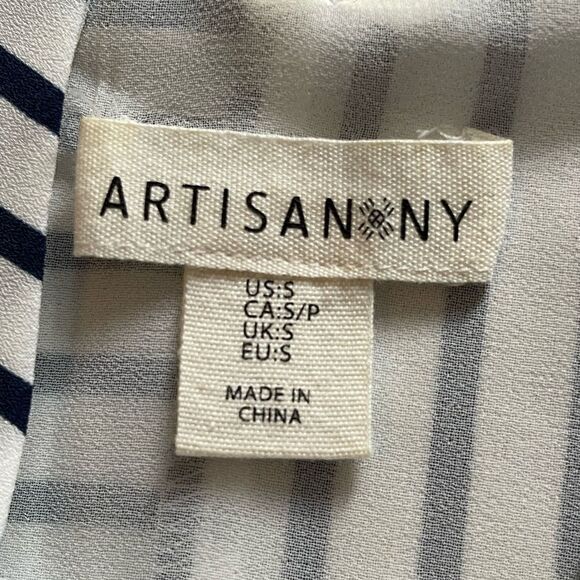 ARTISAN NY
US:S
CA:S/P
UK:S
EU:S
MADE IN
CHINA